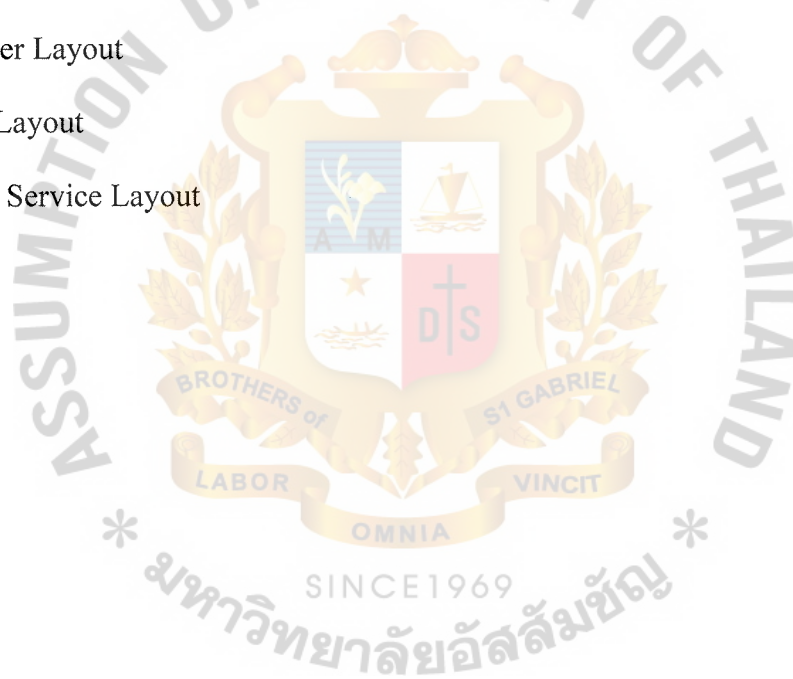 er Layout
Layout
Service Layout
ASSUMPTION
OF THAILAND
A M
D S
BROTHERS of
S1 GABRIEL
LABOR
VINCIT
OMNIA
SINCE1969
มหาวิทยาลัยอัสสัมชัญ